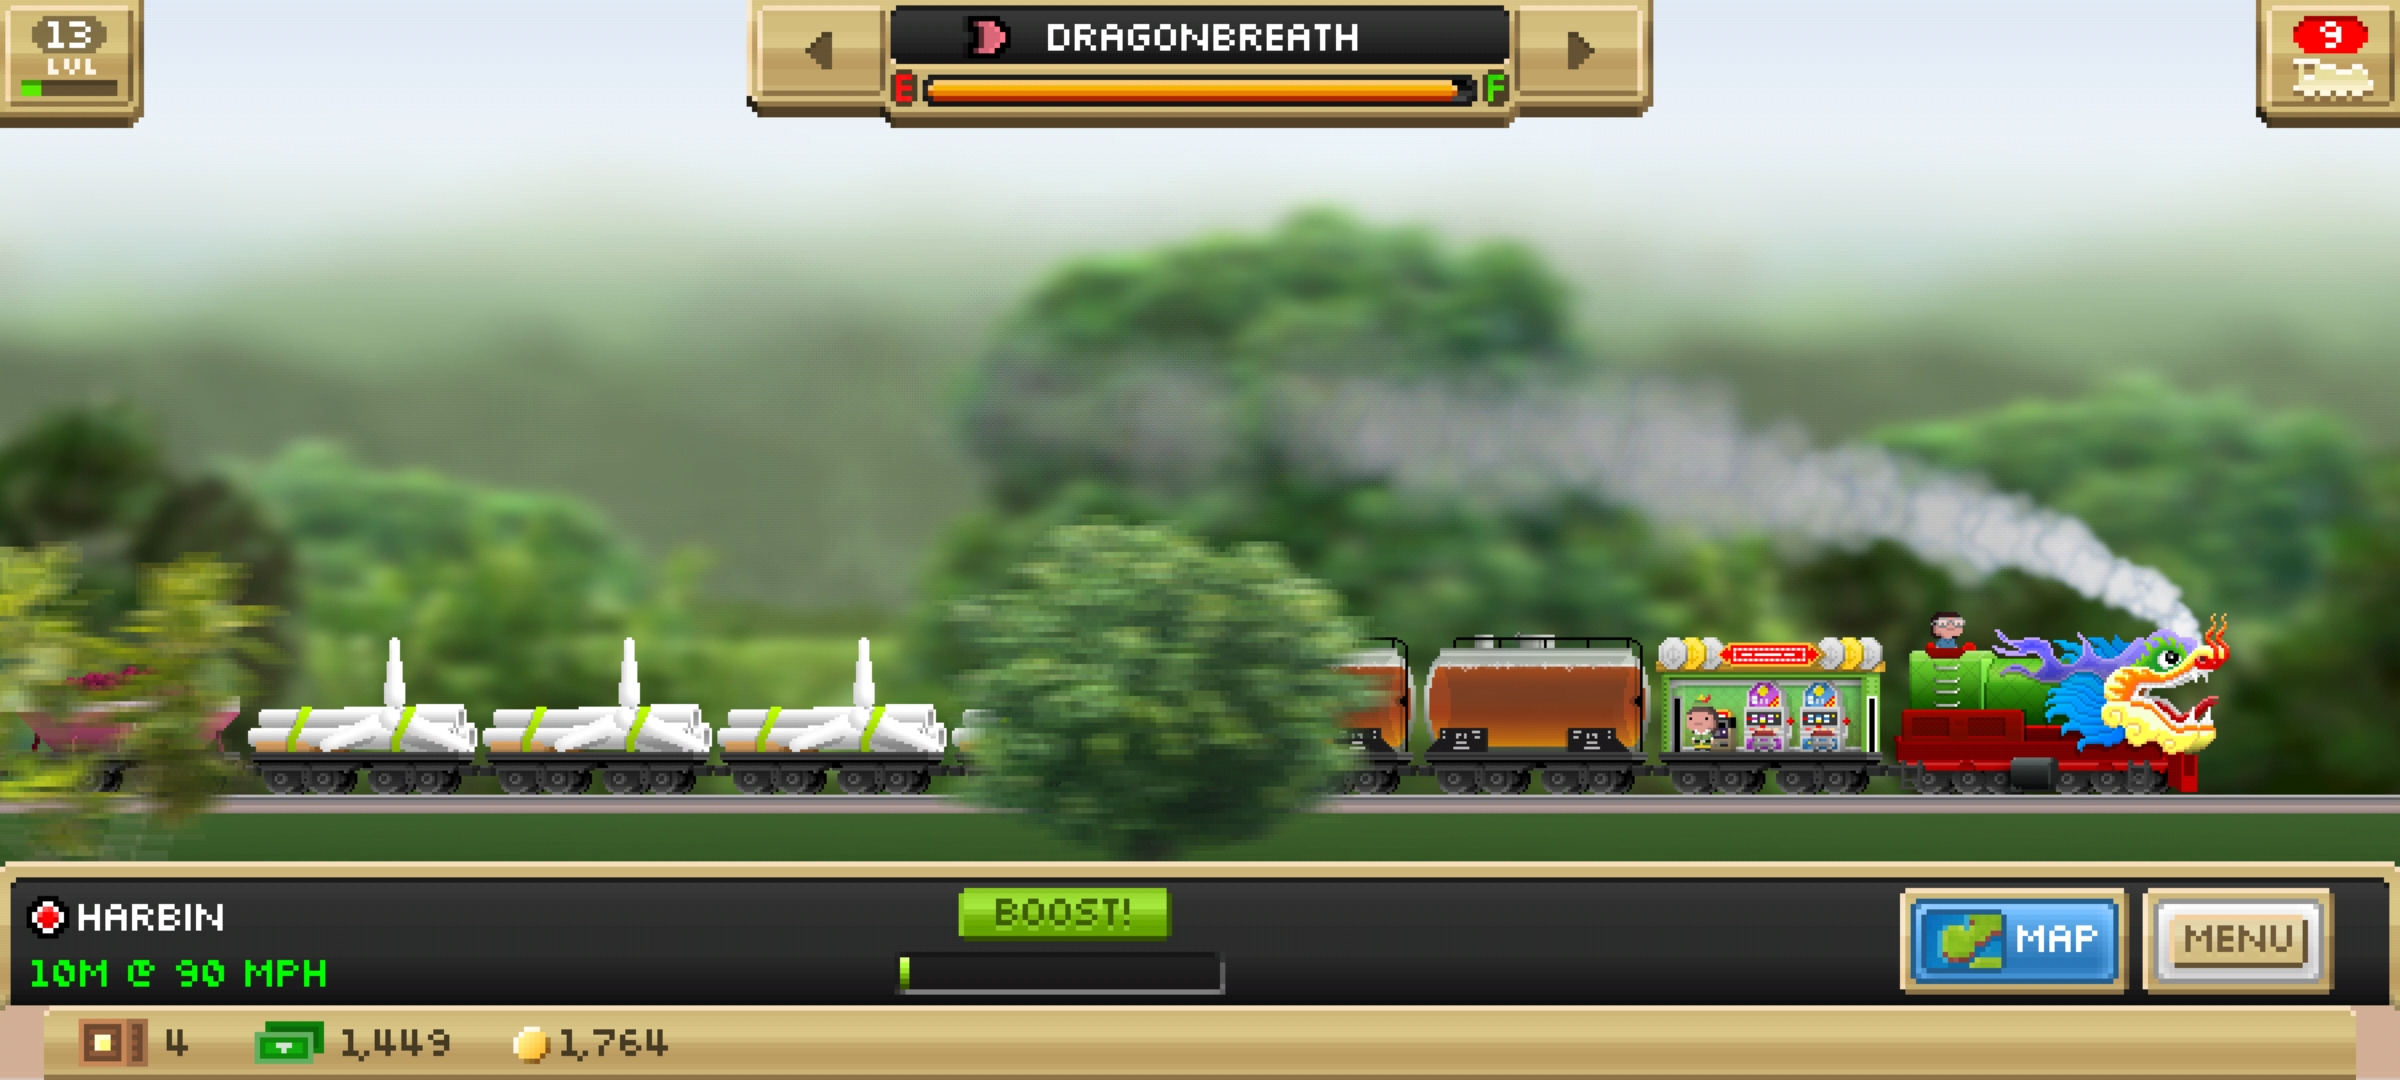 13
LVL
DRAGONBREATH
E F
9
HARBIN
10M @ 90 MPH
BOOST!
MAP
MENU
4
1,449
1,764